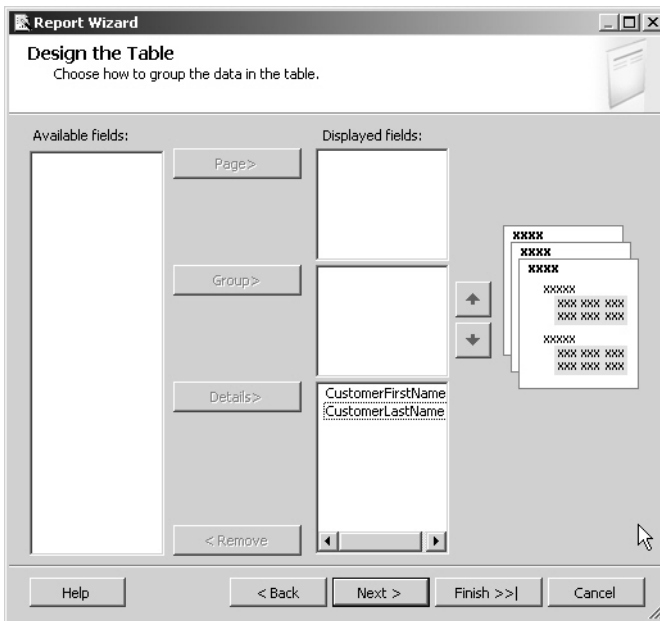 Report Wizard
Design the Table
Choose how to group the data in the table.
Available fields:
Displayed fields:
Page>
Group>
Details>
CustomerFirstName
CustomerLastName
< Remove
xxxx
xxxx
xxxx
xxxxx
xxx xxx xxx
xxx xxx xxx
xxxxx
xxx xxx xxx
xxx xxx xxx
Help
< Back
Next >
Finish >>|
Cancel